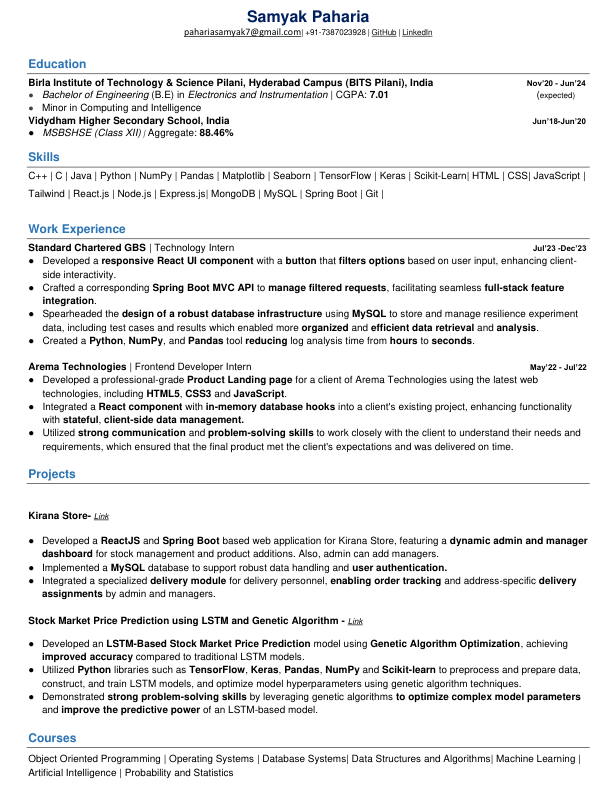 Samyak Paharia
pahariasamyak7@gmail.com| +91-7387023928 | GitHub | LinkedIn
Education
Birla Institute of Technology & Science Pilani, Hyderabad Campus (BITS Pilani), India Nov'20 - Jun'24
● Bachelor of Engineering (B.E) in Electronics and Instrumentation | CGPA: 7.01 (expected)
● Minor in Computing and Intelligence
Vidydham Higher Secondary School, India Jun'18-Jun'20
● MSBSHSE (Class XII) / Aggregate: 88.46%
Skills
C++ | C | Java | Python | NumPy | Pandas | Matplotlib | Seaborn | TensorFlow | Keras | Scikit-Learn| HTML | CSS| JavaScript |
Tailwind | React.js | Node.js | Express.js| MongoDB | MySQL | Spring Boot | Git |
Work Experience
Standard Chartered GBS | Technology Intern Jul'23 -Dec'23
● Developed a responsive React UI component with a button that filters options based on user input, enhancing client-
side interactivity.
● Crafted a corresponding Spring Boot MVC API to manage filtered requests, facilitating seamless full-stack feature
integration.
● Spearheaded the design of a robust database infrastructure using MySQL to store and manage resilience experiment
data, including test cases and results which enabled more organized and efficient data retrieval and analysis.
● Created a Python, NumPy, and Pandas tool reducing log analysis time from hours to seconds.
Arema Technologies | Frontend Developer Intern May'22 - Jul'22
● Developed a professional-grade Product Landing page for a client of Arema Technologies using the latest web
technologies, including HTML5, CSS3 and JavaScript.
● Integrated a React component with in-memory database hooks into a client's existing project, enhancing functionality
with stateful, client-side data management.
● Utilized strong communication and problem-solving skills to work closely with the client to understand their needs and
requirements, which ensured that the final product met the client's expectations and was delivered on time.
Projects
Kirana Store- Link
● Developed a ReactJS and Spring Boot based web application for Kirana Store, featuring a dynamic admin and manager
dashboard for stock management and product additions. Also, admin can add managers.
● Implemented a MySQL database to support robust data handling and user authentication.
● Integrated a specialized delivery module for delivery personnel, enabling order tracking and address-specific delivery
assignments by admin and managers.
Stock Market Price Prediction using LSTM and Genetic Algorithm - Link
● Developed an LSTM-Based Stock Market Price Prediction model using Genetic Algorithm Optimization, achieving
improved accuracy compared to traditional LSTM models.
● Utilized Python libraries such as TensorFlow, Keras, Pandas, NumPy and Scikit-learn to preprocess and prepare data,
construct, and train LSTM models, and optimize model hyperparameters using genetic algorithm techniques.
● Demonstrated strong problem-solving skills by leveraging genetic algorithms to optimize complex model parameters
and improve the predictive power of an LSTM-based model.
Courses
Object Oriented Programming | Operating Systems | Database Systems| Data Structures and Algorithms| Machine Learning |
Artificial Intelligence | Probability and Statistics